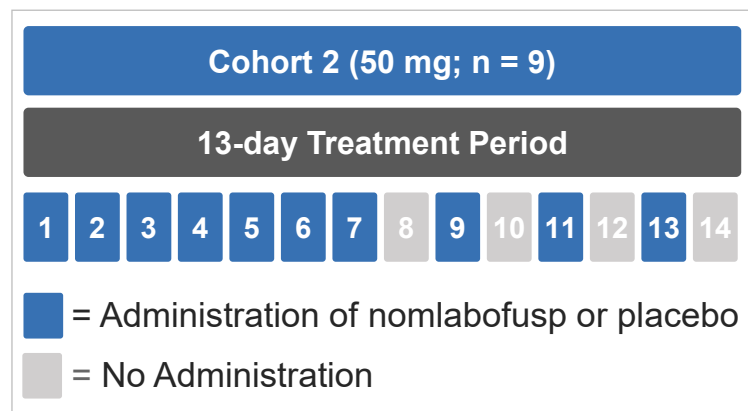 Cohort 2 (50 mg; n = 9)
13-day Treatment Period
1 2 3 4 5 6 7 8 9 10 11 12 13 14
= Administration of nomlabofusp or placebo
= No Administration